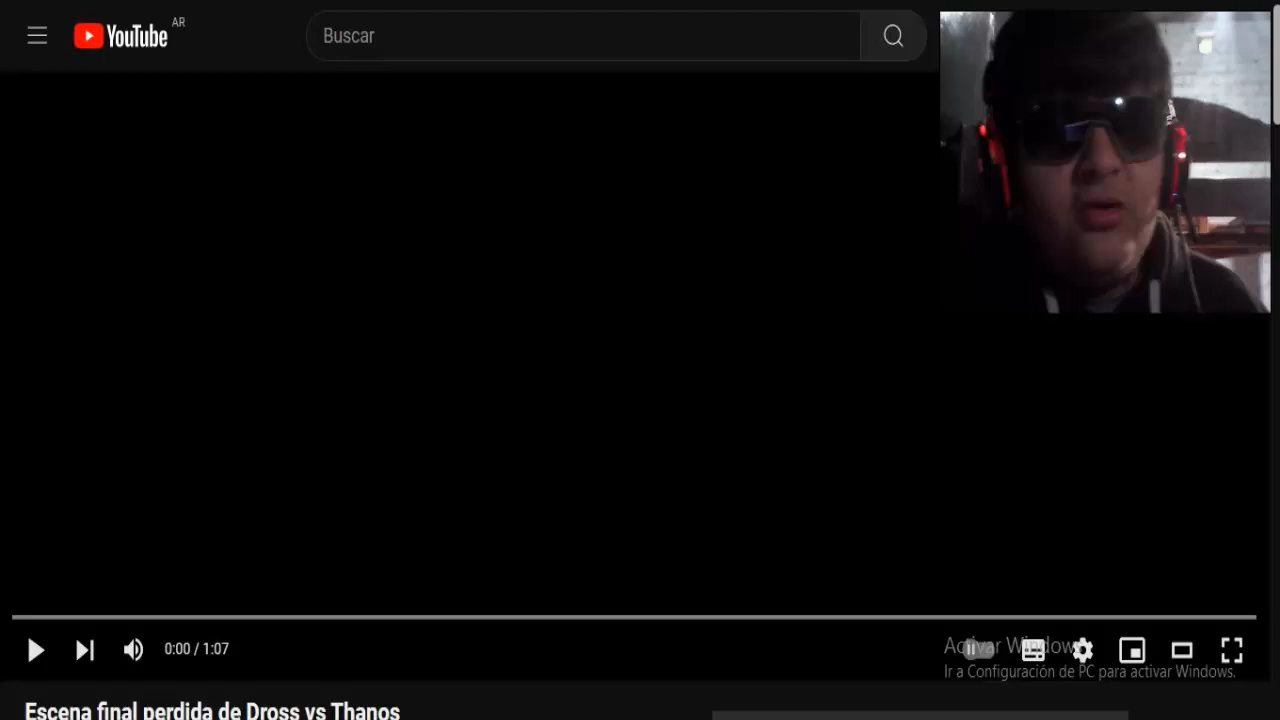 YouTube AR
Buscar
0:00 / 1:07
Activar Windows
Ir a Configuración de PC para activar Windows.
Escena final perdida de Dross vs Thanos